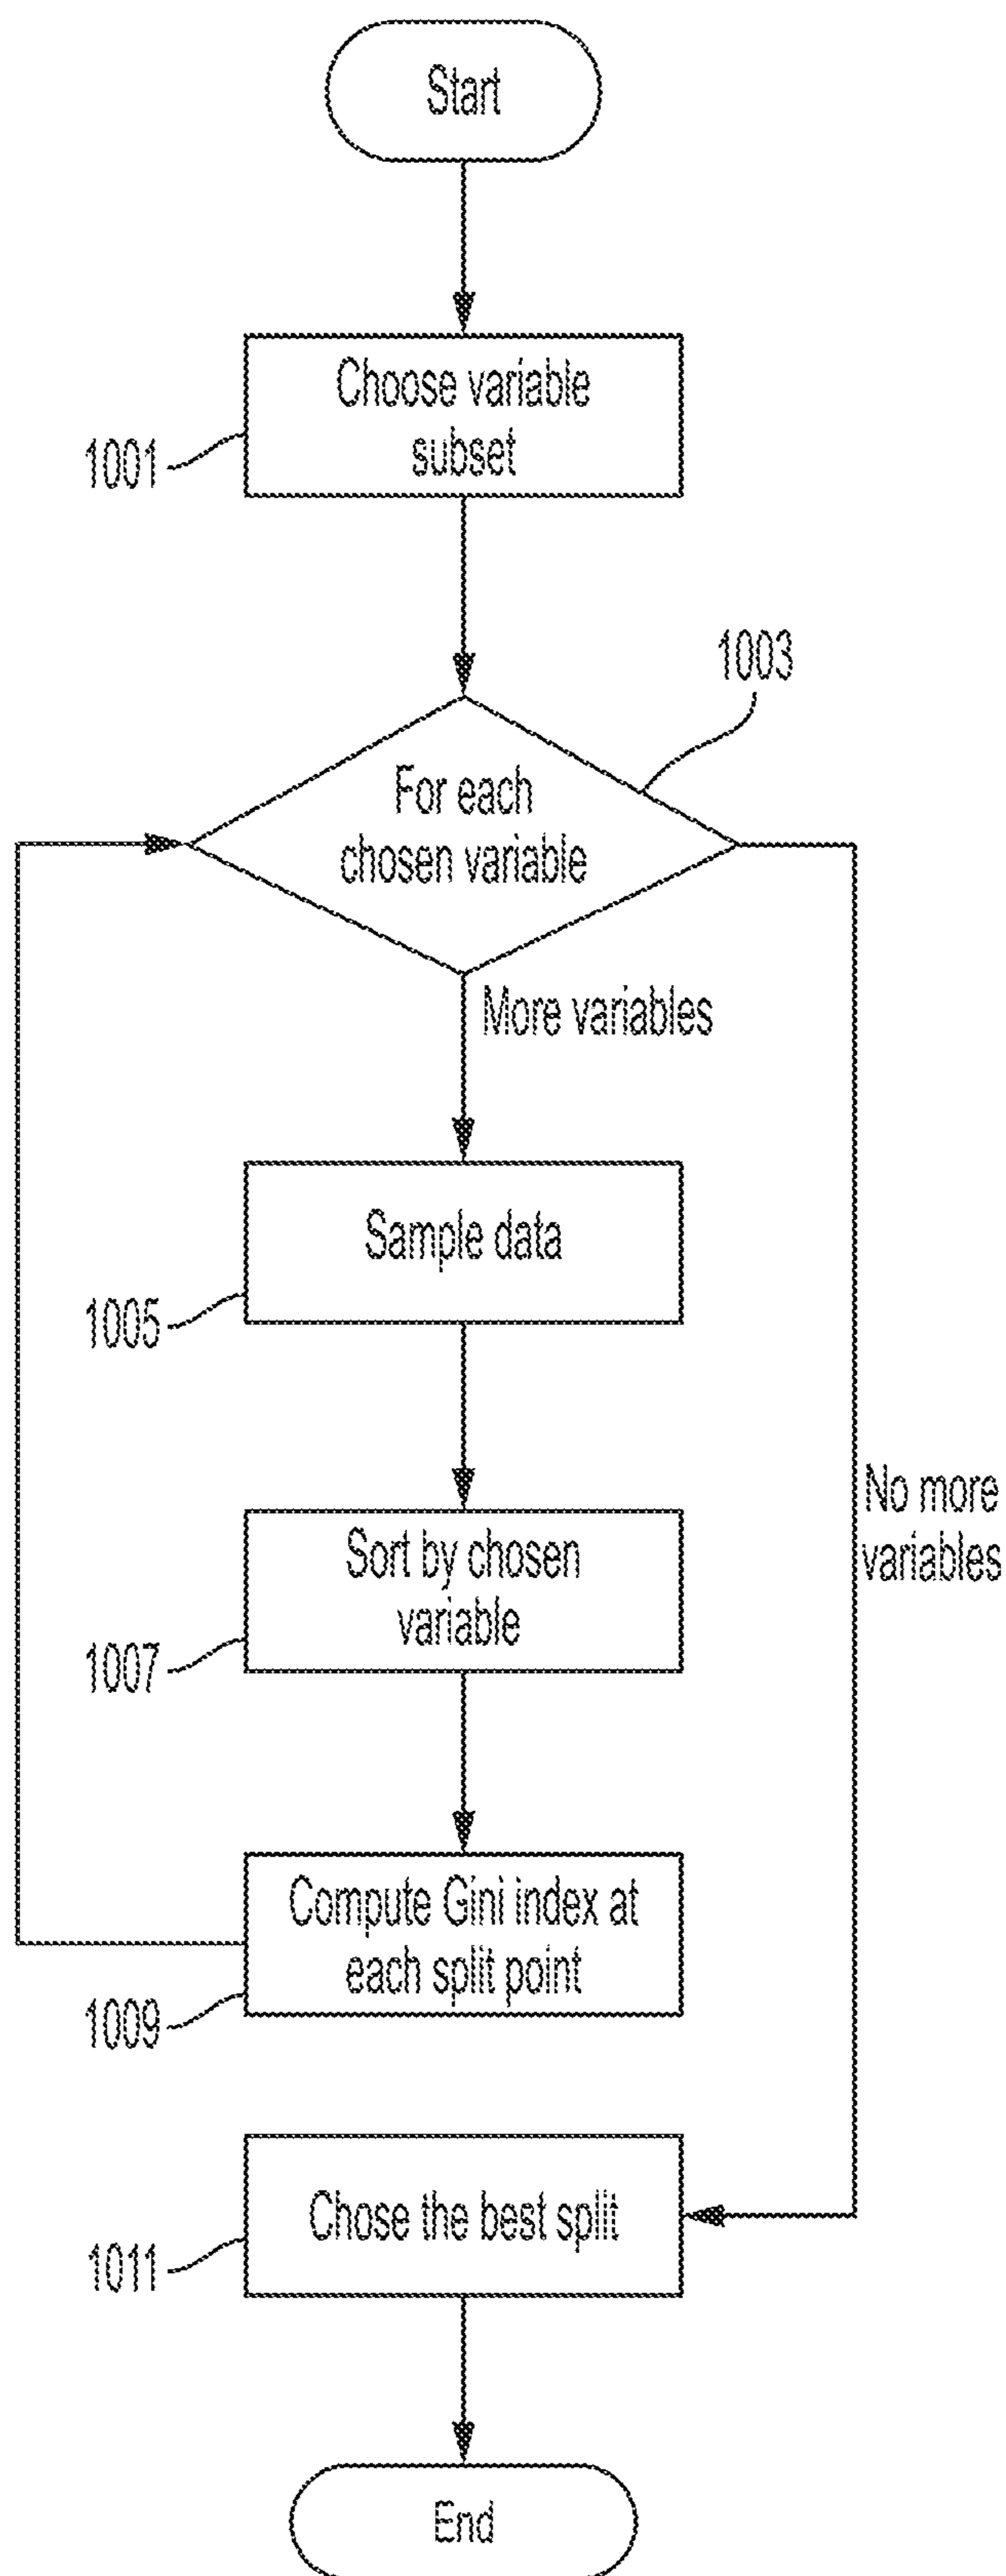 Start
Choose variable
subset
1001
1003
For each
chosen variable
More variables
Sample data
1005
No more
variables
Sort by chosen
variable
1007
Compute Gini index at
each split point
1009
Chose the best split
1011
End